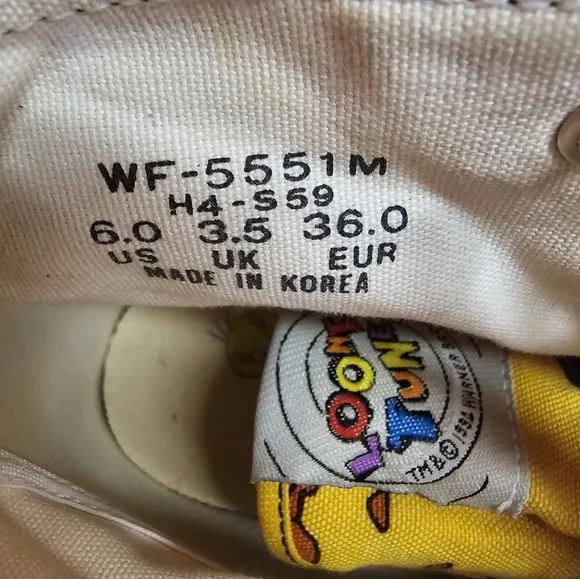 WF-5551M
H4-S59
6.0 3.5 36.0
US UK EUR
MADE IN KOREA
LOONEY
TUNES
TM & © 1994 WARNER